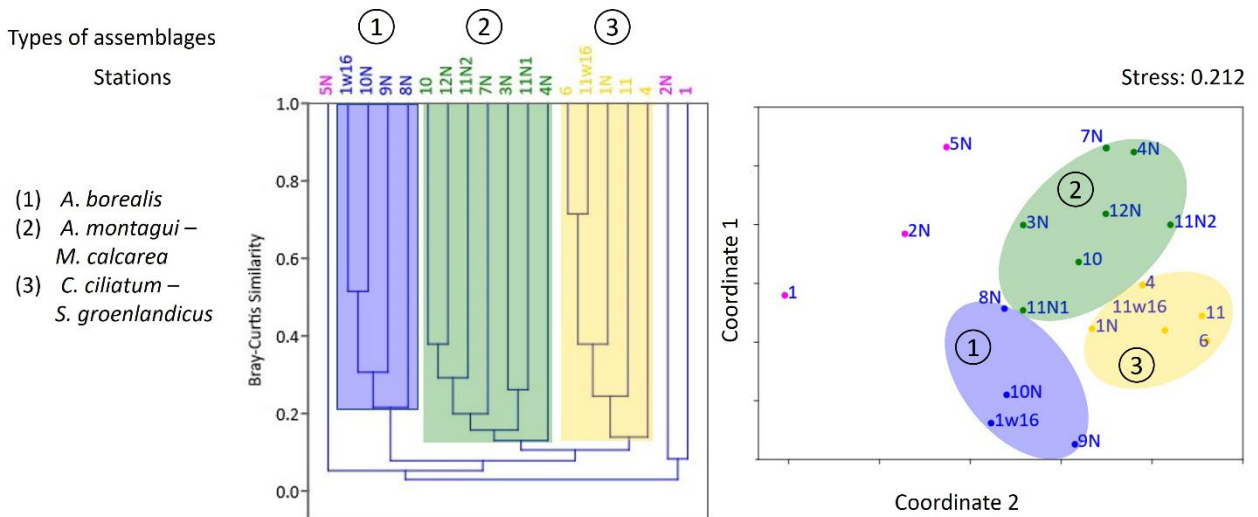 Types of assemblages
Stations
(1) A. borealis
(2) A. montagui –
M. calcarea
(3) C. ciliatum –
S. groenlandicus
1
2
3
5N
1w16
10N
9N
8N
10
12N
11N2
7N
3N
11N1
4N
6
11w16
1N
11
4
2N
1
Bray-Curtis Similarity
1.0
0.8
0.6
0.4
0.2
0.0
Stress: 0.212
Coordinate 1
5N
7N
4N
2
2N
3N
12N
11N2
10
1
4
8N
11N1
11w16
11
1N
6
1
3
10N
1w16
9N
Coordinate 2